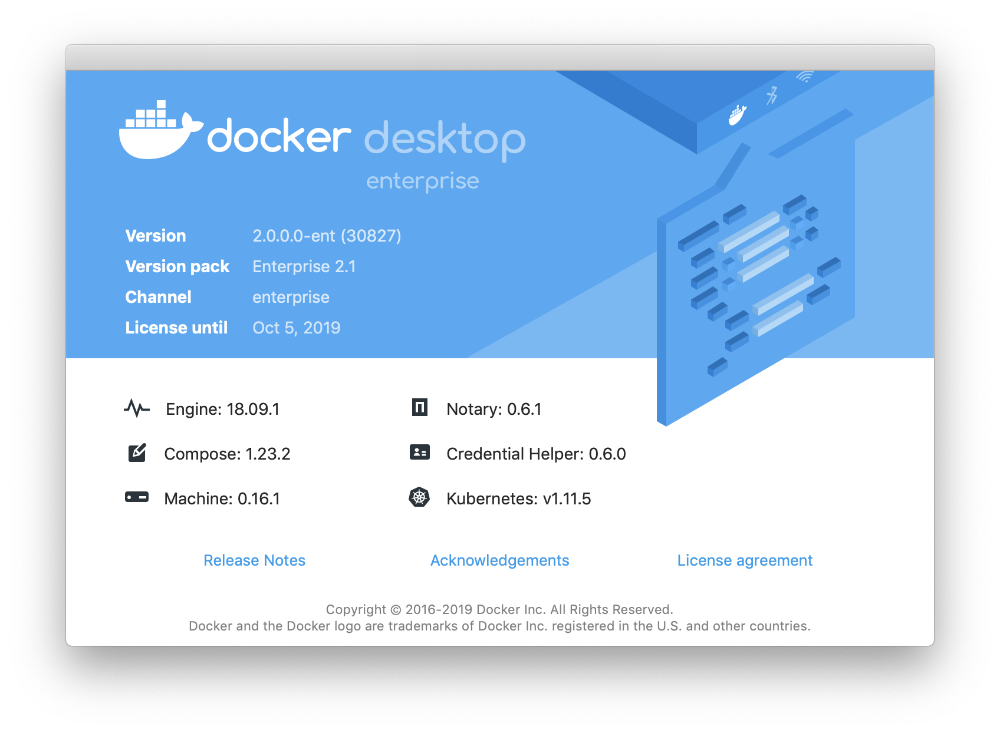 docker desktop
enterprise
Version 2.0.0.0-ent (30827)
Version pack Enterprise 2.1
Channel enterprise
License until Oct 5, 2019
Engine: 18.09.1 Notary: 0.6.1
Compose: 1.23.2 Credential Helper: 0.6.0
Machine: 0.16.1 Kubernetes: v1.11.5
Release Notes Acknowledgements License agreement
Copyright © 2016-2019 Docker Inc. All Rights Reserved.
Docker and the Docker logo are trademarks of Docker Inc. registered in the U.S. and other countries.